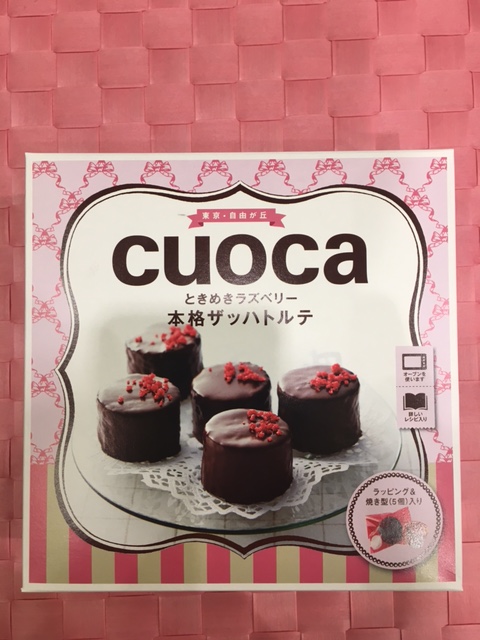 東京・自由が丘
cuoca
ときめきラズベリー
本格ザッハトルテ
オーブンを
使います
詳しい
レシピ入り
ラッピング&
焼き型(5個)入り